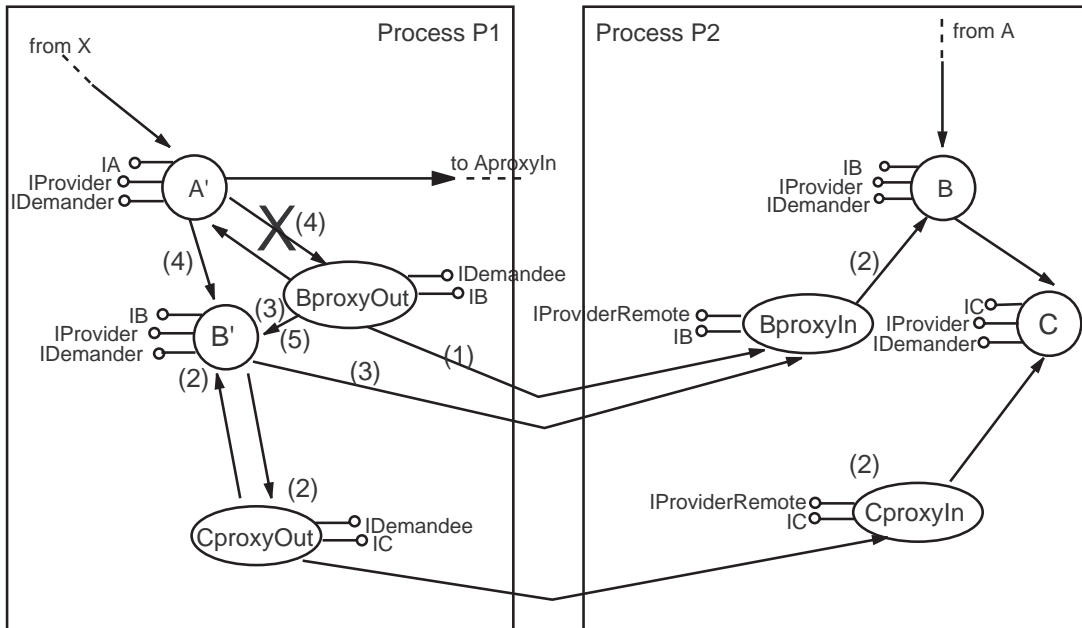 Process P1
from X
IA
IProvider
IDemander
A'
to AproxyIn
(4)
(4)
IDemandee
IB
BproxyOut
(3)
(5)
IB
IProvider
IDemander
B'
(1)
(2)
(3)
(2)
CproxyOut
IDemandee
IC
Process P2
from A
IB
IProvider
IDemander
B
(2)
IProviderRemote
IB
BproxyIn
IC
IProvider
IDemander
C
(2)
IProviderRemote
IC
CproxyIn